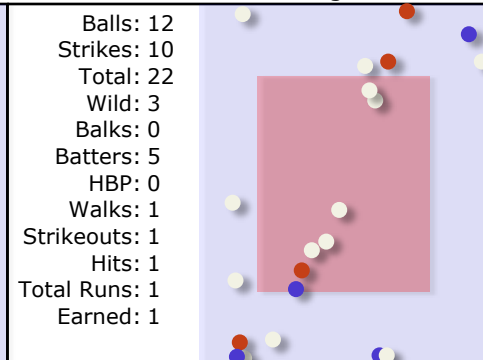 Balls: 12
Strikes: 10
Total: 22
Wild: 3
Balks: 0
Batters: 5
HBP: 0
Walks: 1
Strikeouts: 1
Hits: 1
Total Runs: 1
Earned: 1